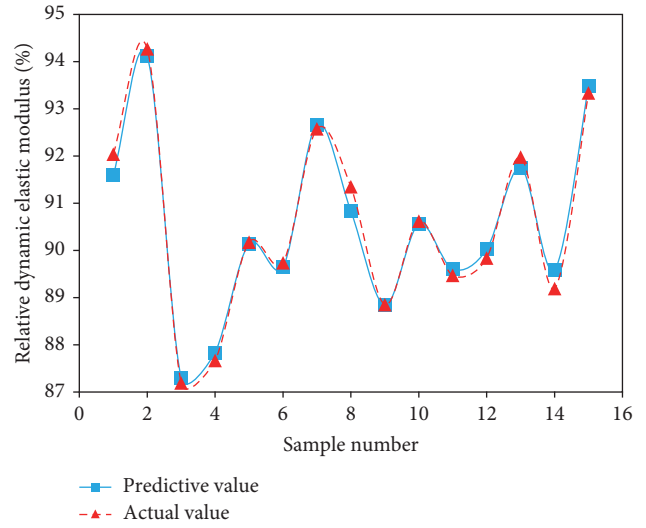 Relative dynamic elastic modulus (%)
95
94
93
92
91
90
89
88
87
0 2 4 6 8 10 12 14 16
Sample number
Predictive value
Actual value